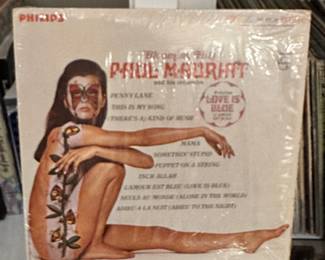 PHILIPS
Blooming Hits
PAUL MAURIAT
and his orchestra
PENNY LANE
THIS IS MY SONG
(THERE'S A) KIND OF HUSH
LOVE IS
BLUE
MAMA
SOMETHIN' STUPID
PUPPET ON A STRING
INCH ALLAH
L'AMOUR EST BLEU (LOVE IS BLUE)
SEULS AU MONDE (ALONE IN THE WORLD)
ADIEU A LA NUIT (ADIEU TO THE NIGHT)